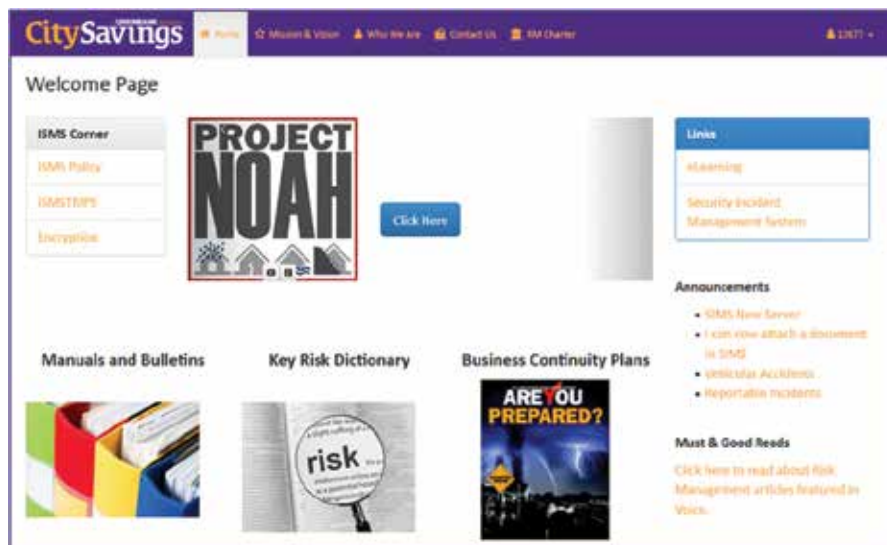 CitySavings
Home
Mission & Vision
Who We Are
Contact Us
RM Charter
Welcome Page
ISMS Corner
ISMS Policy
ISMSTMPS
Encryption
PROJECT
NOAH
Click Here
Links
eLearning
Security Incident
Management System
Announcements
SIMS New Server
I can now attach a document
in SIMS
Vehicular Accidents
Reportable Incidents
Manuals and Bulletins
Key Risk Dictionary
Business Continuity Plans
risk
ARE YOU
PREPARED?
Must & Good Reads
Click here to read about Risk
Management articles featured in
Voice.